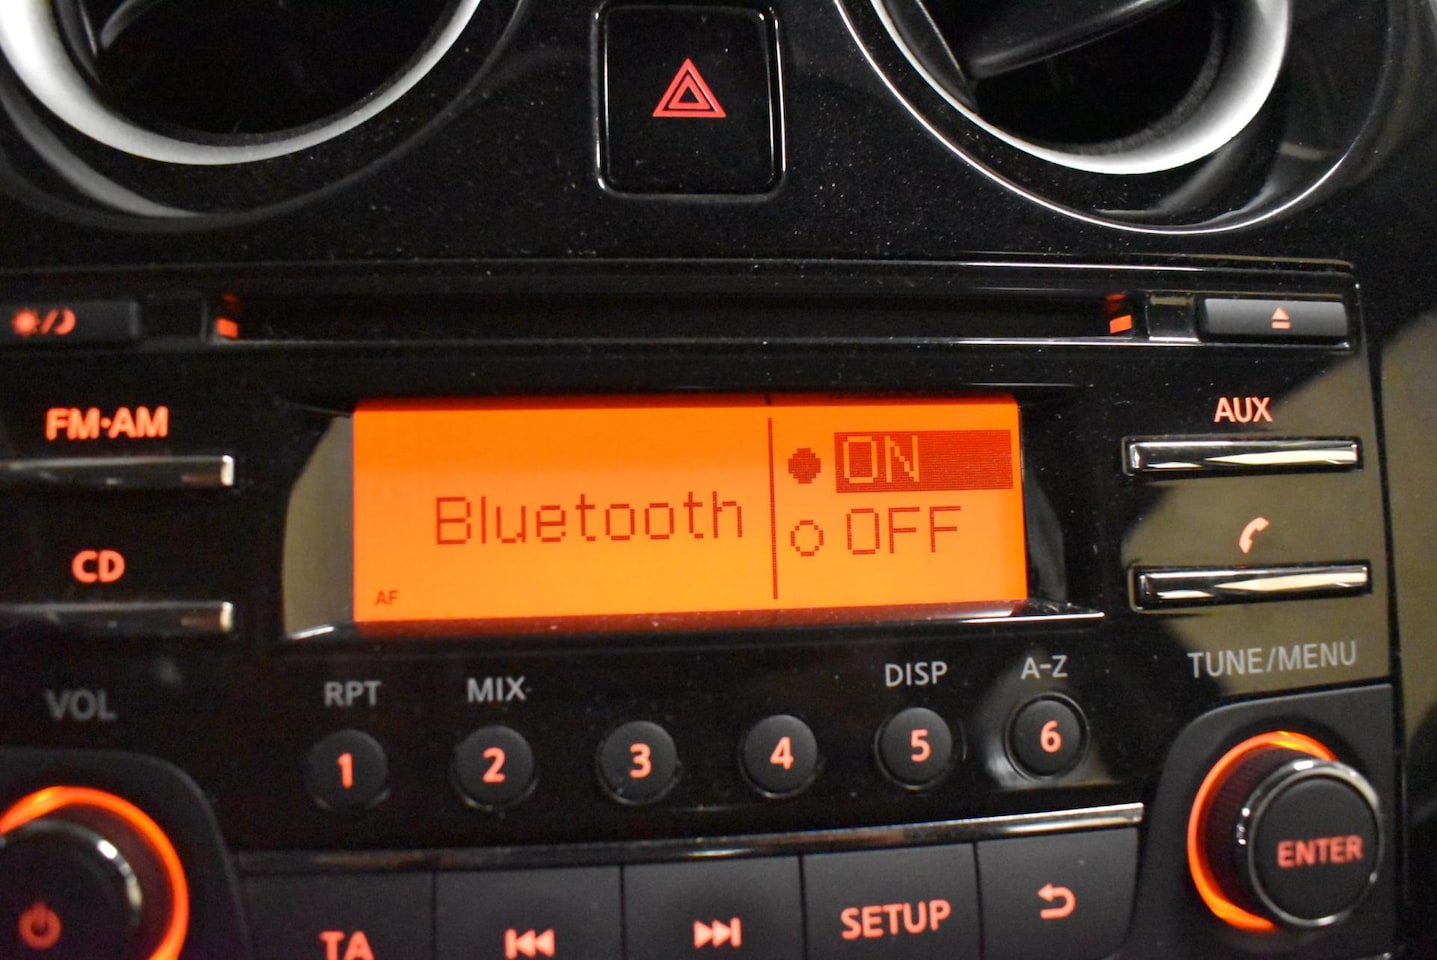 FM·AM
AUX
ON
Bluetooth
OFF
CD
AF
TUNE/MENU
VOL
RPT
MIX
DISP
A-Z
1
2
3
4
5
6
ENTER
TA
SETUP